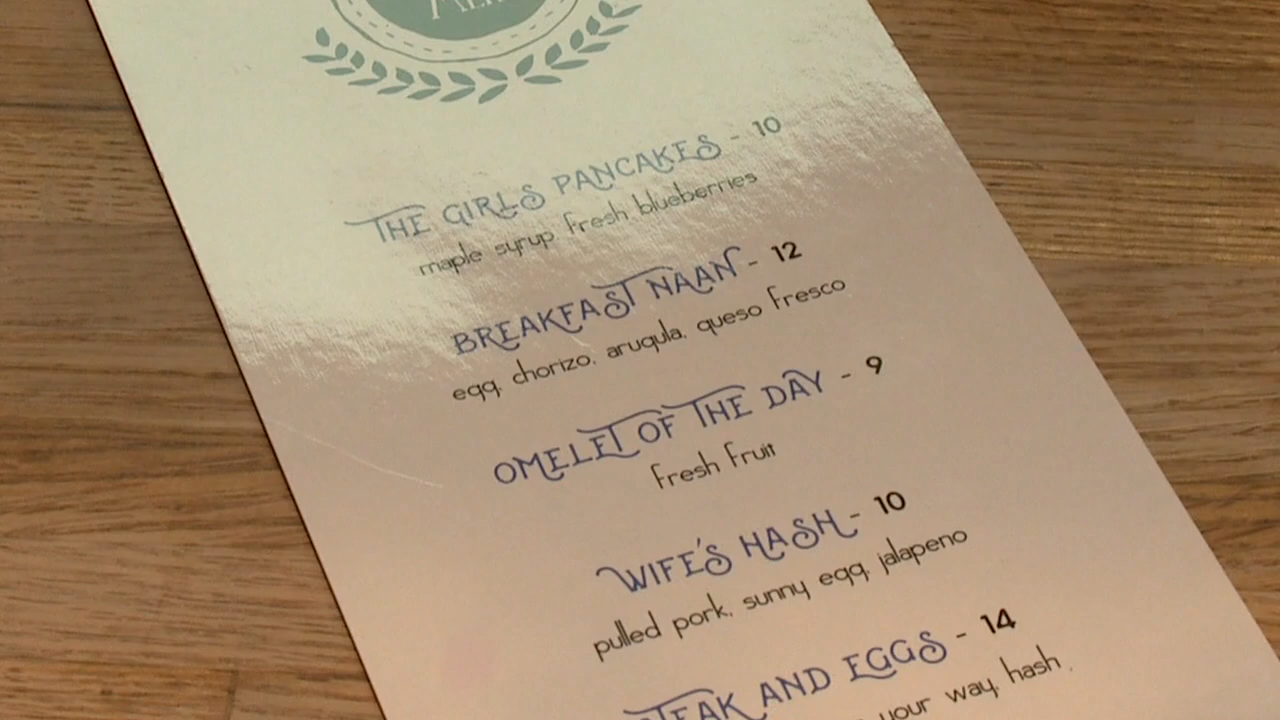 THE GIRLS PANCAKES - 10
maple syrup fresh blueberries
BREAKFAST NAAN - 12
egg, chorizo, arugula, queso fresco
OMELET OF THE DAY - 9
fresh fruit
WIFE'S HASH - 10
pulled pork, sunny egg, jalapeno
STEAK AND EGGS - 14
your way, hash